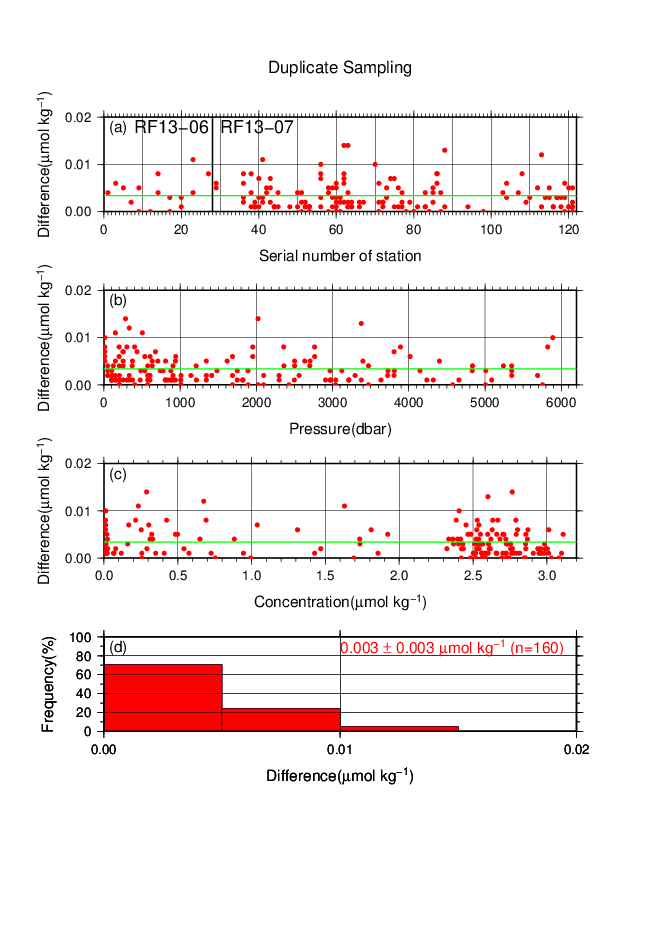 Duplicate Sampling
Difference(μmol kg⁻¹)
0.02
0.01
0.00
(a) RF13−06 RF13−07
0 20 40 60 80 100 120
Serial number of station
Difference(μmol kg⁻¹)
0.02
0.01
0.00
(b)
0 1000 2000 3000 4000 5000 6000
Pressure(dbar)
Difference(μmol kg⁻¹)
0.02
0.01
0.00
(c)
0.0 0.5 1.0 1.5 2.0 2.5 3.0
Concentration(μmol kg⁻¹)
Frequency(%)
100
80
60
40
20
0
(d) 0.003 ± 0.003 μmol kg⁻¹ (n=160)
0.00 0.01 0.02
Difference(μmol kg⁻¹)